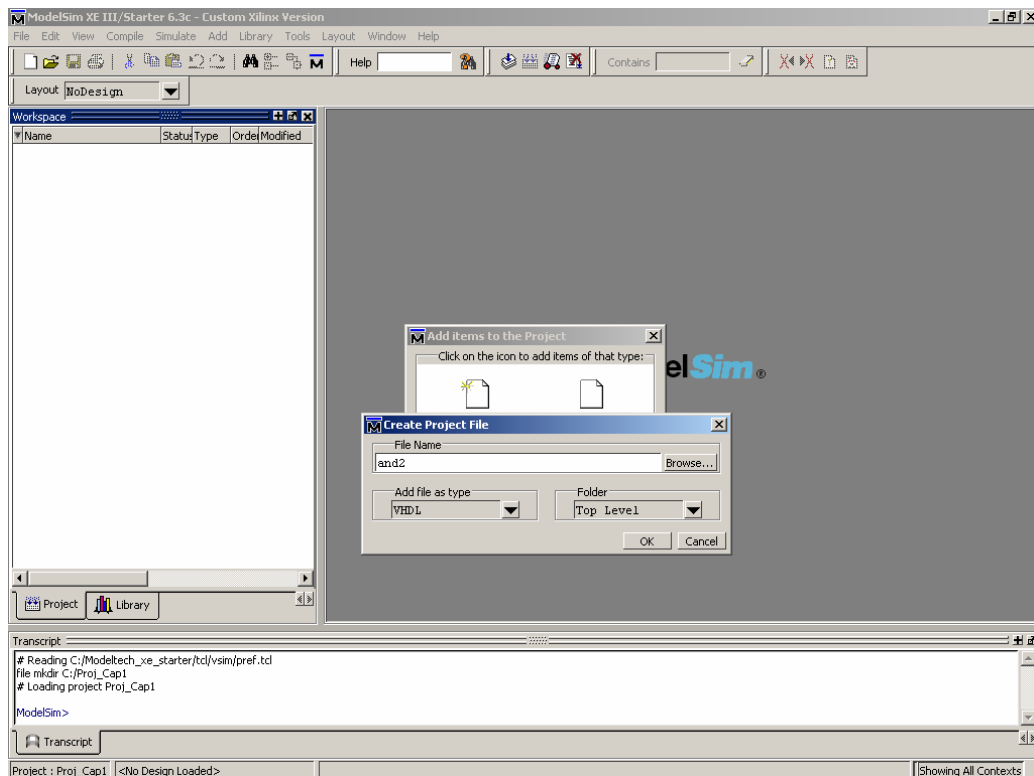 ModelSim XE III/Starter 6.3c - Custom Xilinx Version
File Edit View Compile Simulate Add Library Tools Layout Window Help
Help Contains
Layout NoDesign
Workspace
Name Status Type Order Modified
Add items to the Project
Click on the icon to add items of that type:
elSim ®
Create Project File
File Name
and2 Browse...
Add file as type Folder
VHDL Top Level
OK Cancel
Project Library
Transcript
# Reading C:/Modeltech_xe_starter/tcl/vsim/pref.tcl
file mkdir C:/Proj_Cap1
# Loading project Proj_Cap1
ModelSim>
Transcript
Project : Proj_Cap1 <No Design Loaded> Showing All Contexts